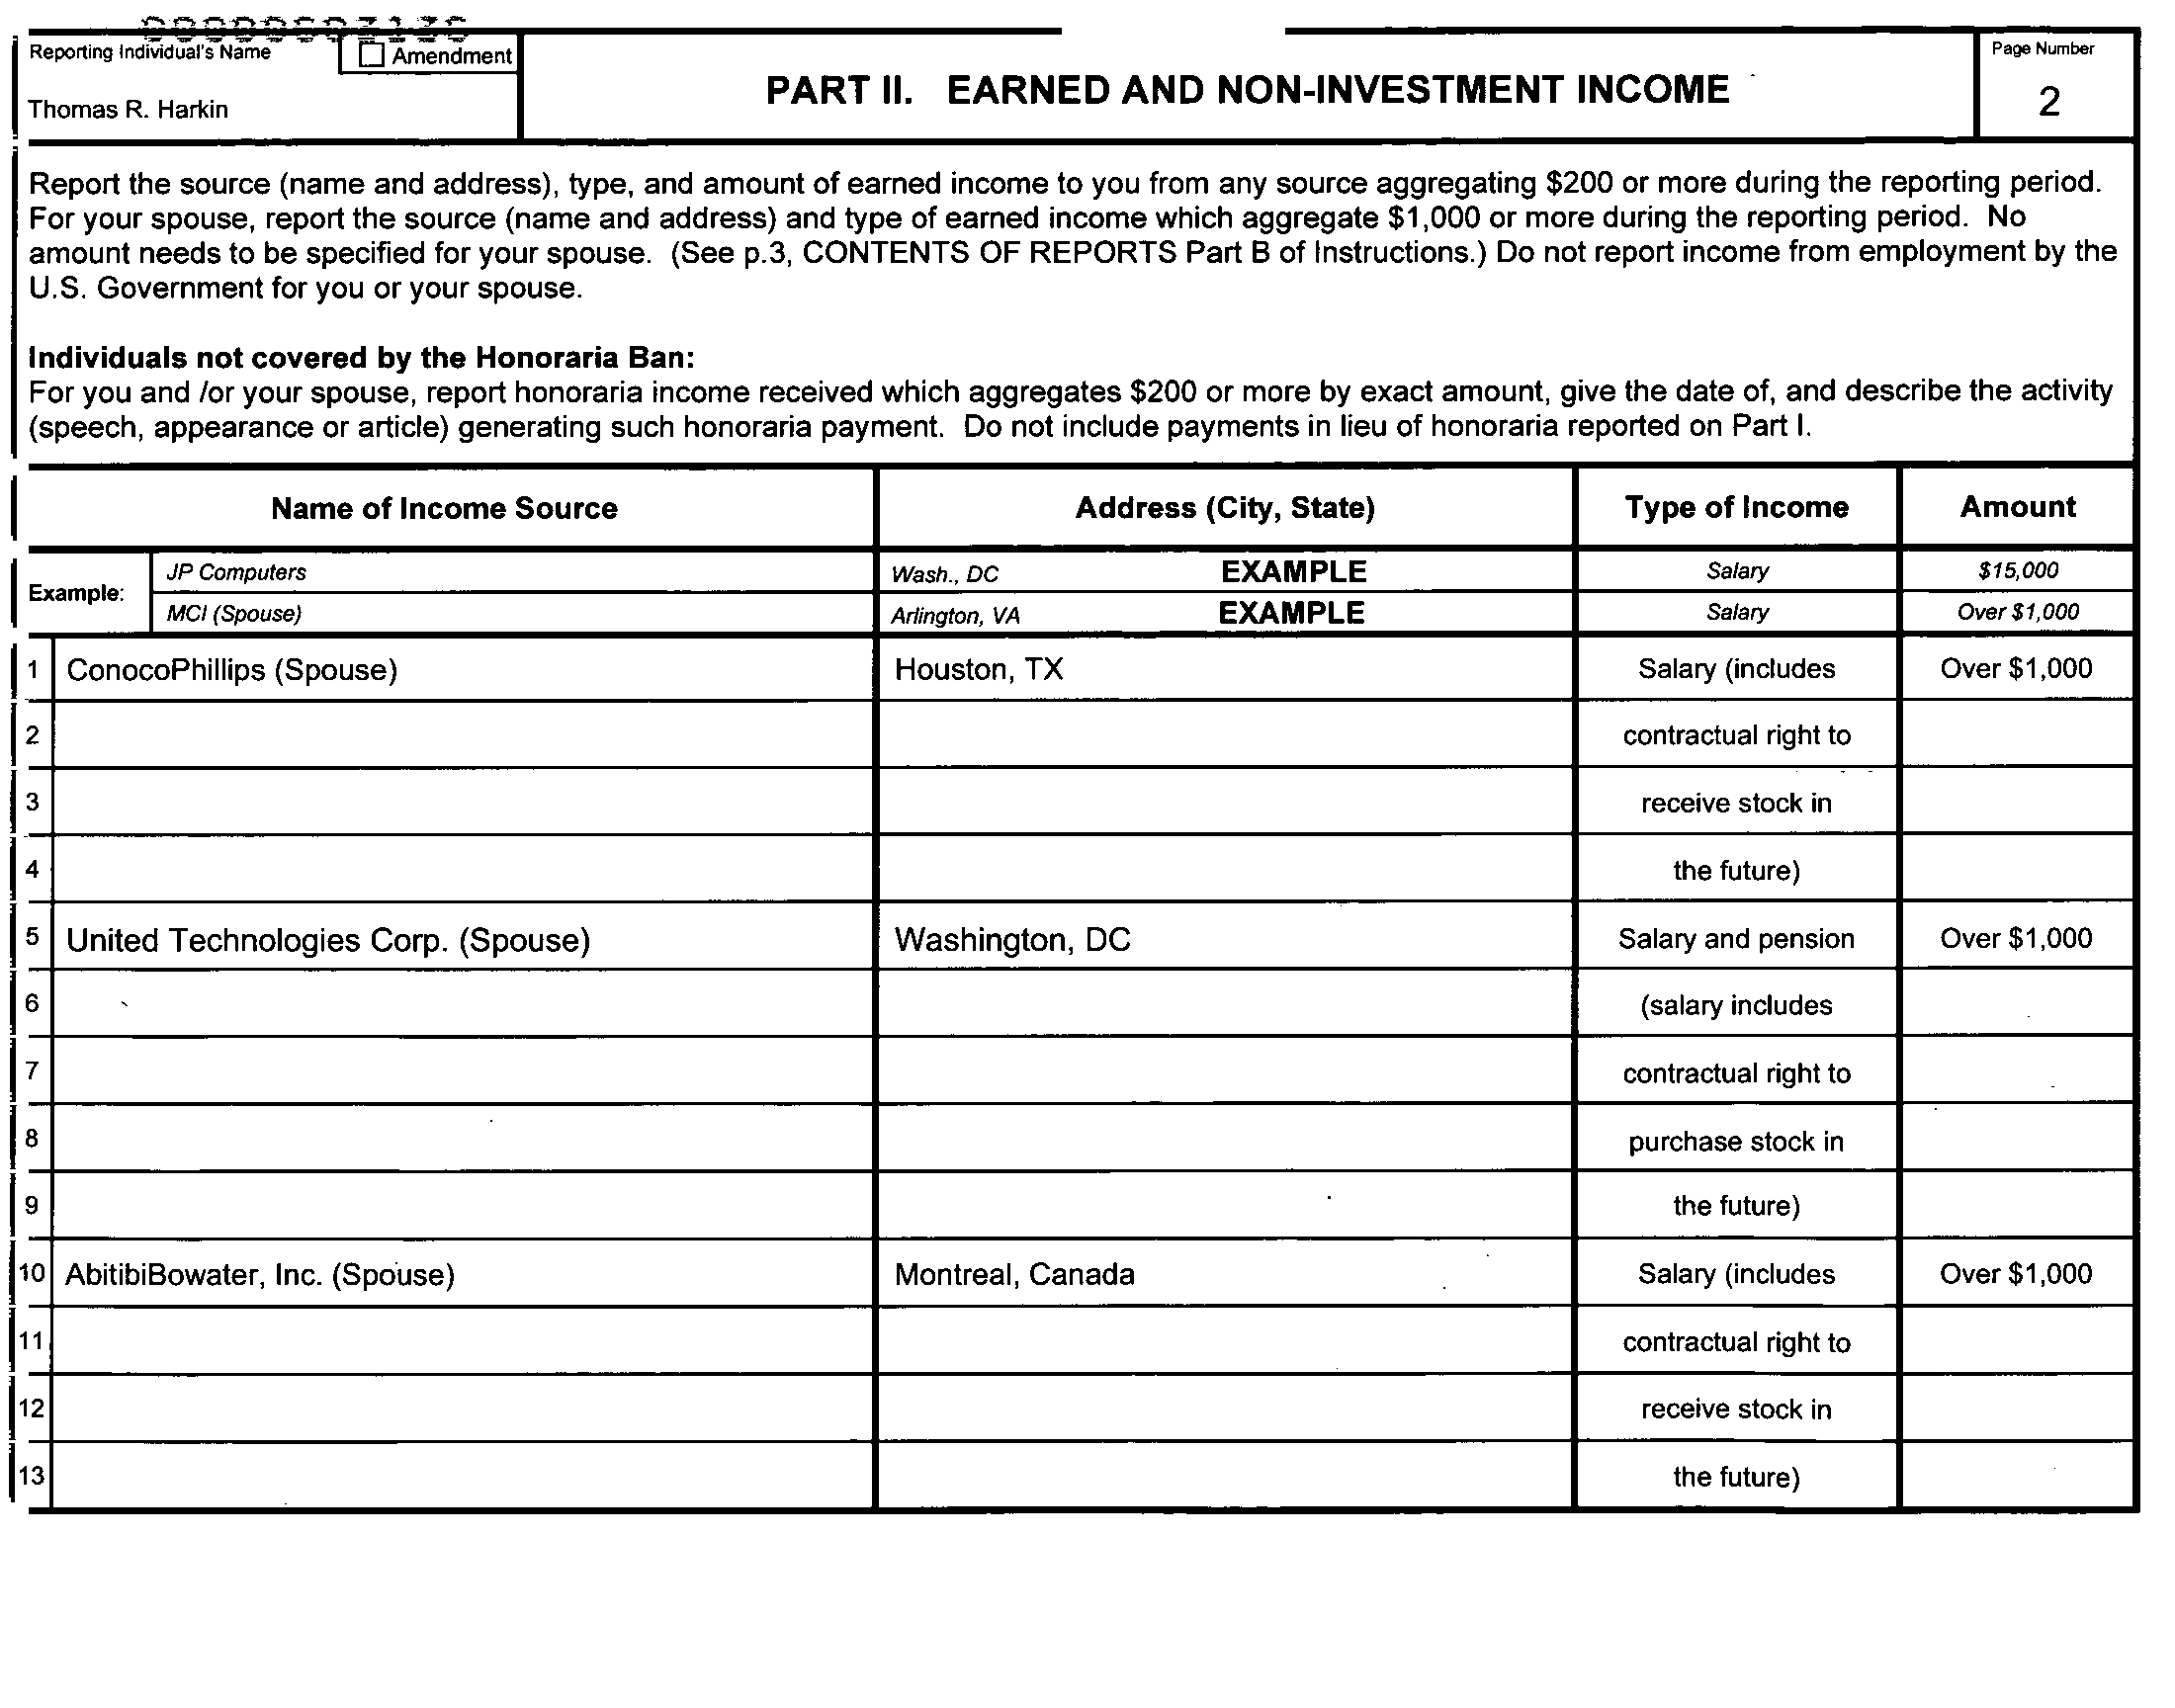 Reporting Individual's Name
Amendment
Thomas R. Harkin
PART II. EARNED AND NON-INVESTMENT INCOME
Page Number
2
Report the source (name and address), type, and amount of earned income to you from any source aggregating $200 or more during the reporting period.
For your spouse, report the source (name and address) and type of earned income which aggregate $1,000 or more during the reporting period. No
amount needs to be specified for your spouse. (See p.3, CONTENTS OF REPORTS Part B of Instructions.) Do not report income from employment by the
U.S. Government for you or your spouse.
Individuals not covered by the Honoraria Ban:
For you and /or your spouse, report honoraria income received which aggregates $200 or more by exact amount, give the date of, and describe the activity
(speech, appearance or article) generating such honoraria payment. Do not include payments in lieu of honoraria reported on Part I.
Name of Income Source Address (City, State) Type of Income Amount
Example:
JP Computers Wash., DC EXAMPLE Salary $15,000
MCI (Spouse) Arlington, VA EXAMPLE Salary Over $1,000
1 ConocoPhillips (Spouse) Houston, TX Salary (includes Over $1,000
2 contractual right to
3 receive stock in
4 the future)
5 United Technologies Corp. (Spouse) Washington, DC Salary and pension Over $1,000
6 (salary includes
7 contractual right to
8 purchase stock in
9 the future)
10 AbitibiBowater, Inc. (Spouse) Montreal, Canada Salary (includes Over $1,000
11 contractual right to
12 receive stock in
13 the future)